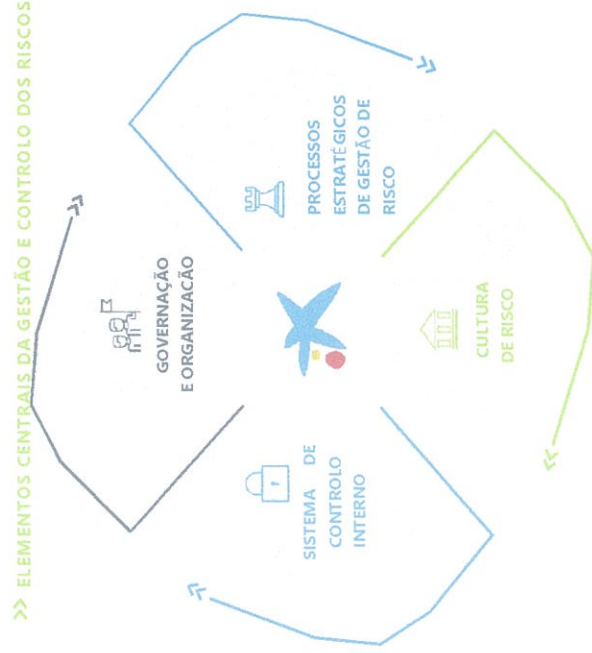 >> ELEMENTOS CENTRAIS DA GESTÃO E CONTROLO DOS RISCOS
GOVERNAÇÃO
E ORGANIZAÇÃO
PROCESSOS
ESTRATÉGICOS
DE GESTÃO DE
RISCO
SISTEMA DE
CONTROLO
INTERNO
CULTURA
DE RISCO